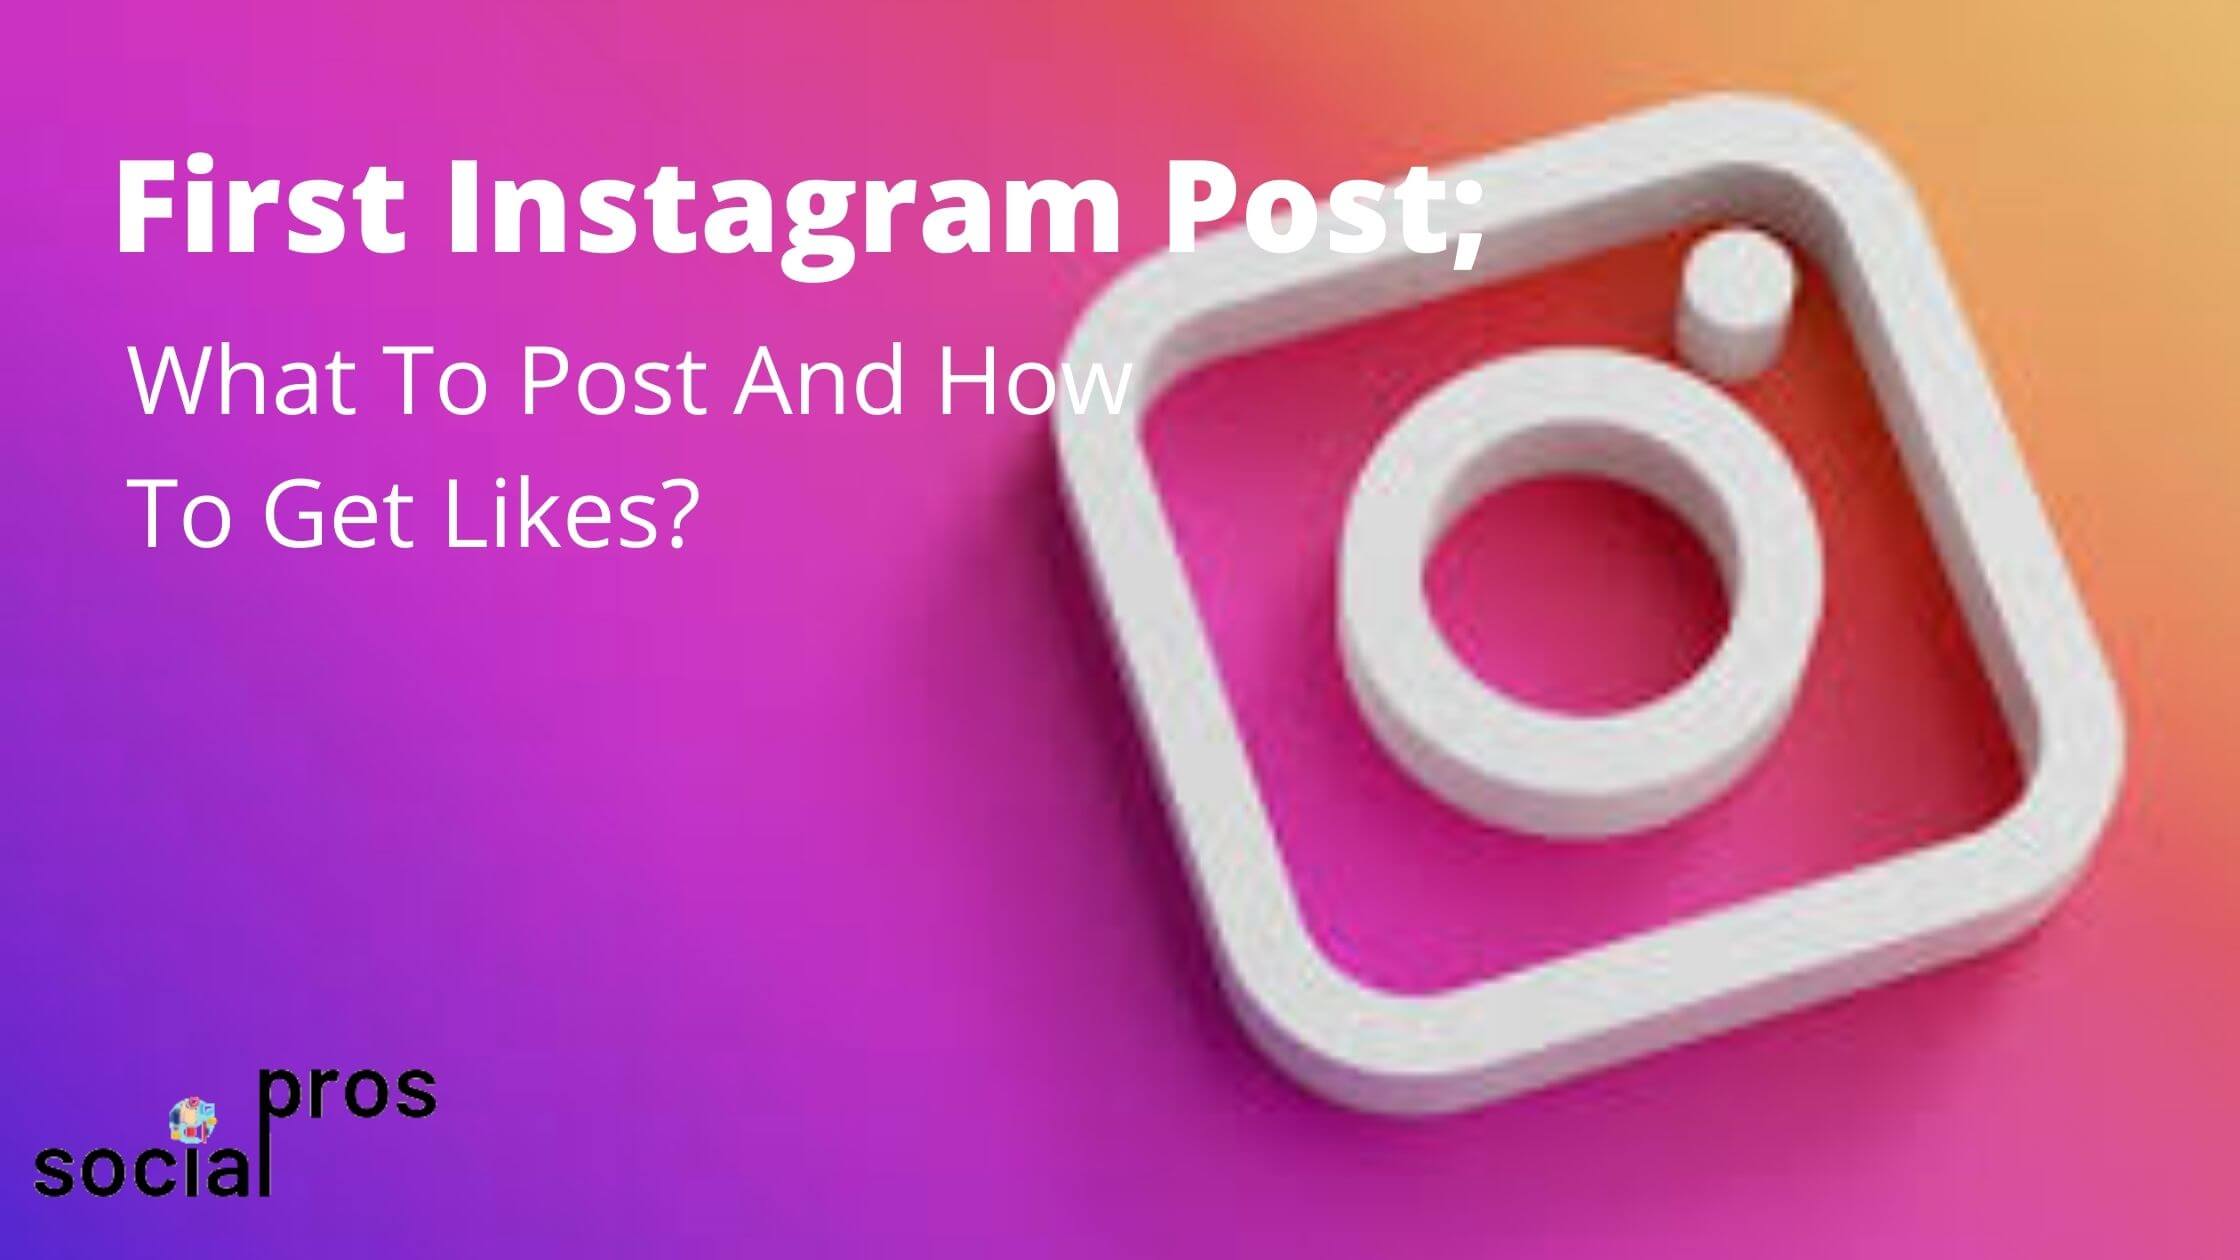 First Instagram Post;
What To Post And How
To Get Likes?
pros
social